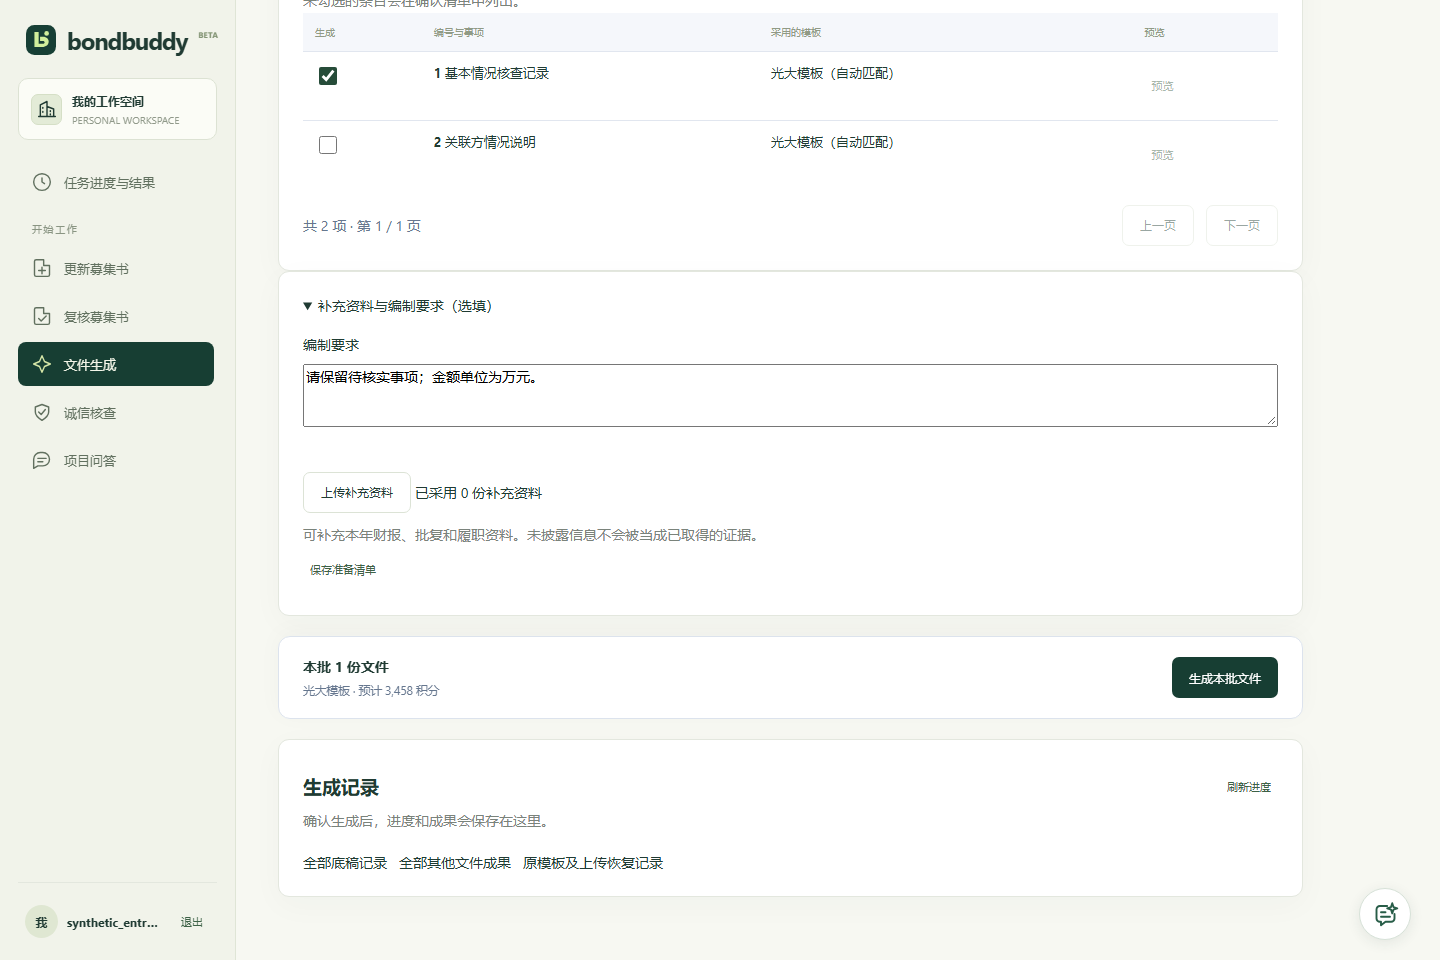 bondbuddy BETA
我的工作空间
PERSONAL WORKSPACE
任务进度与结果
开始工作
更新募集书
复核募集书
文件生成
诚信核查
项目问答
我 synthetic_entr... 退出
生成 编号与事项 采用的模板 预览
1 基本情况核查记录 光大模板（自动匹配） 预览
2 关联方情况说明 光大模板（自动匹配） 预览
共 2 项 · 第 1 / 1 页 上一页 下一页
▼ 补充资料与编制要求（选填）
编制要求
请保留待核实事项；金额单位为万元。
上传补充资料 已采用 0 份补充资料
可补充本年财报、批复和履职资料。未披露信息不会被当成已取得的证据。
保存准备清单
本批 1 份文件
光大模板 · 预计 3,458 积分
生成本批文件
生成记录 刷新进度
确认生成后，进度和成果会保存在这里。
全部底稿记录 全部其他文件成果 原模板及上传恢复记录